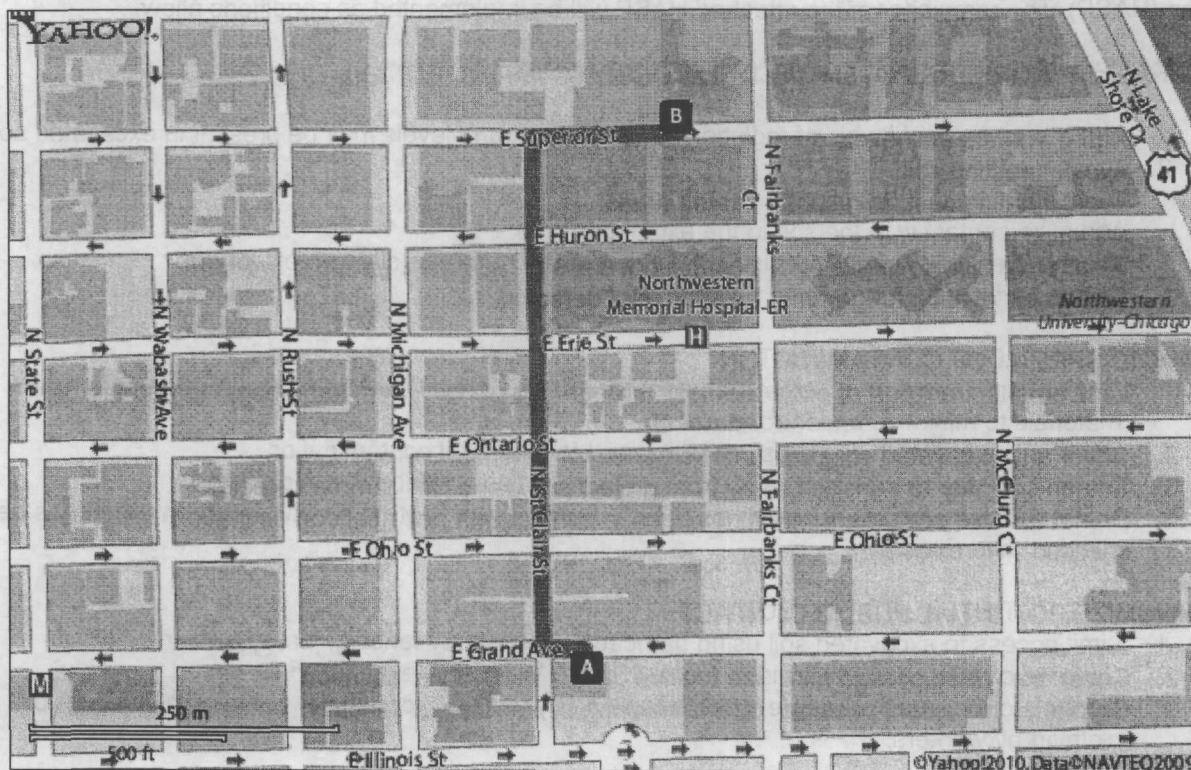 YAHOO!
B
E Superior St
N Lake
Shore Dr
41
N Fairbanks
Ct
E Huron St
Northwestern
Memorial Hospital-ER
Northwestern
University-Chicago
N State St
N Wabash Ave
N Rush St
N Michigan Ave
E Erie St
H
E Ontario St
N St Clair St
N Fairbanks Ct
N McClurg Ct
E Ohio St
E Ohio St
E Grand Ave
A
M
250 m
500 ft
E Illinois St
©Yahoo!2010, Data©NAVTEQ2009